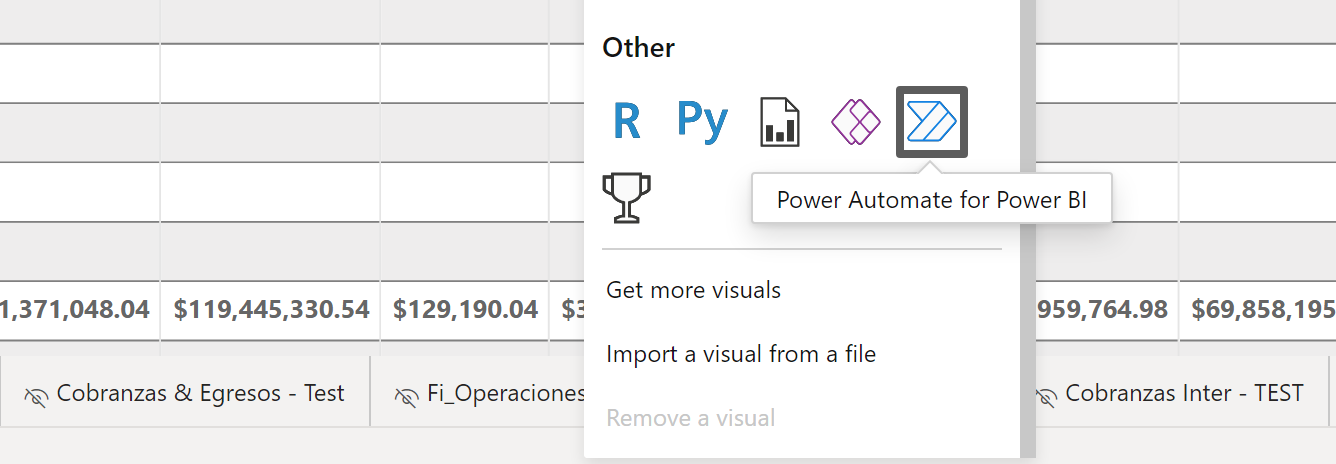 Other
R Py
Power Automate for Power BI
Get more visuals
1,371,048.04 $119,445,330.54 $129,190.04 $3 959,764.98 $69,858,195
Import a visual from a file
Cobranzas & Egresos - Test Fi_Operaciones Cobranzas Inter - TEST
Remove a visual